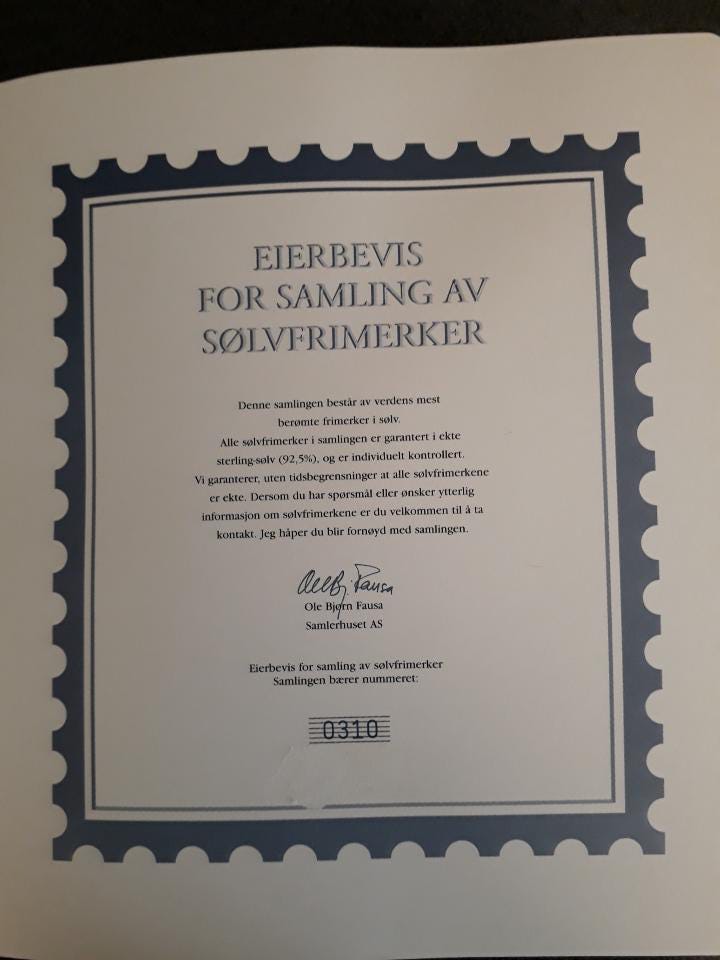 EIERBEVIS
FOR SAMLING AV
SØLVFRIMERKER
Denne samlingen består av verdens mest
berømte frimerker i sølv.
Alle sølvfrimerker i samlingen er garantert i ekte
sterling-sølv (92,5%), og er individuelt kontrollert.
Vi garanterer, uten tidsbegrensninger at alle sølvfrimerkene
er ekte. Dersom du har spørsmål eller ønsker ytterlig
informasjon om sølvfrimerkene er du velkommen til å ta
kontakt. Jeg håper du blir fornøyd med samlingen.
Ole Bj. Fausa
Ole Bjørn Fausa
Samlerhuset AS
Eierbevis for samling av sølvfrimerker
Samlingen bærer nummeret:
0310